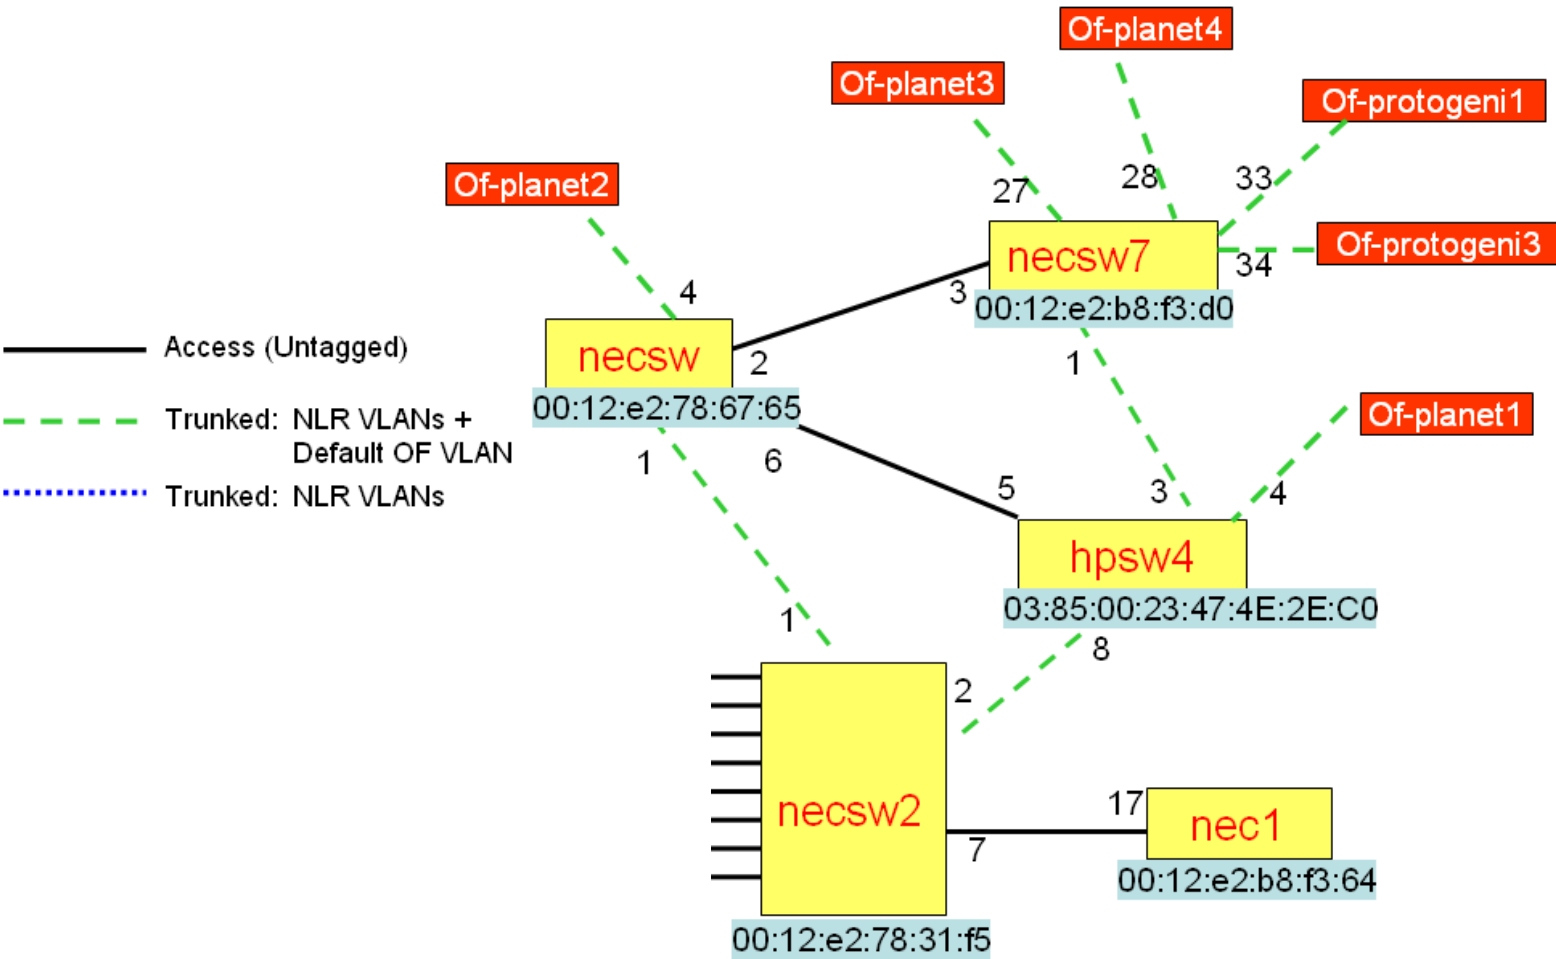 Of-planet4
Of-planet3
Of-protogeni1
Of-planet2
27
28
33
Of-protogeni3
34
necsw7
00:12:e2:b8:f3:d0
4
3
necsw
2
00:12:e2:78:67:65
1
Access (Untagged)
Trunked: NLR VLANs +
Default OF VLAN
Trunked: NLR VLANs
Of-planet1
1
6
5
3
4
hpsw4
03:85:00:23:47:4E:2E:C0
1
8
2
necsw2
17
7
nec1
00:12:e2:b8:f3:64
00:12:e2:78:31:f5